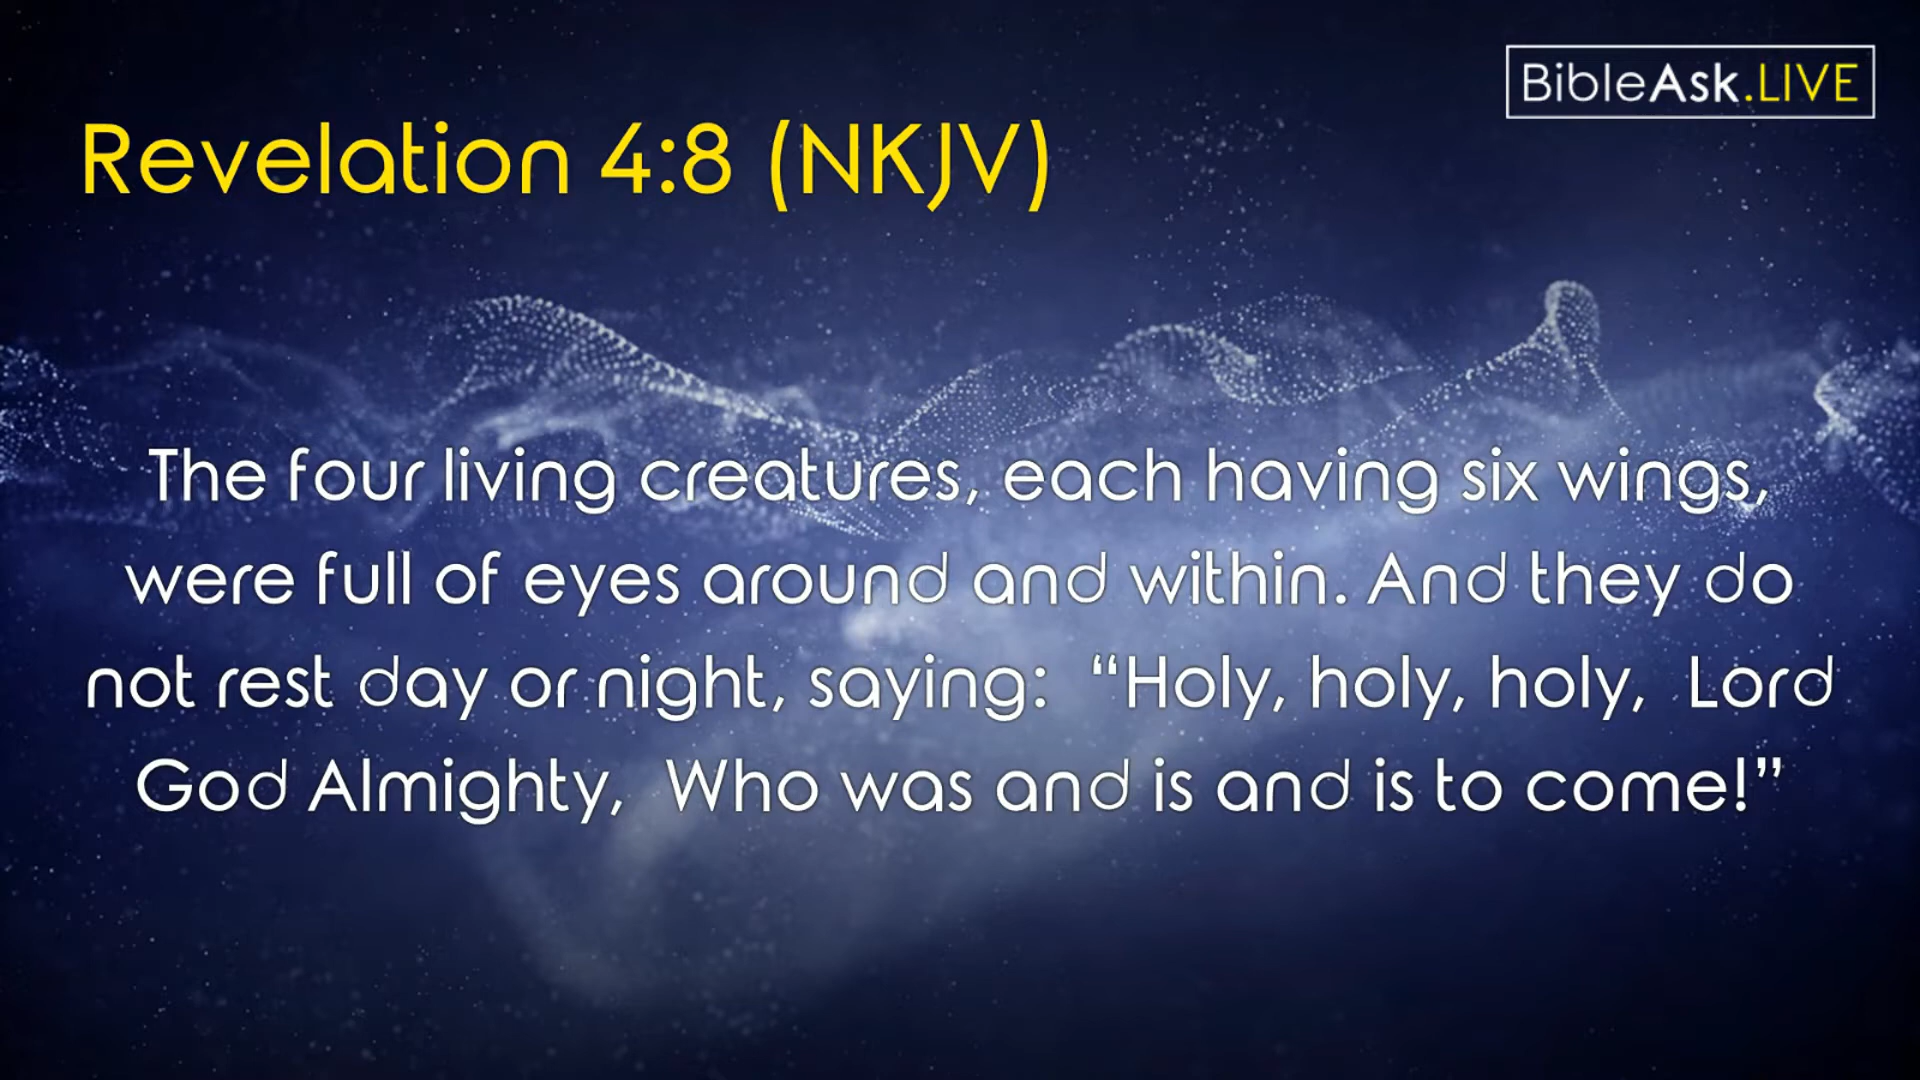 BibleAsk.LIVE
Revelation 4:8 (NKJV)
The four living creatures, each having six wings,
were full of eyes around and within. And they do
not rest day or night, saying:  “Holy, holy, holy,  Lord
God Almighty,  Who was and is and is to come!”